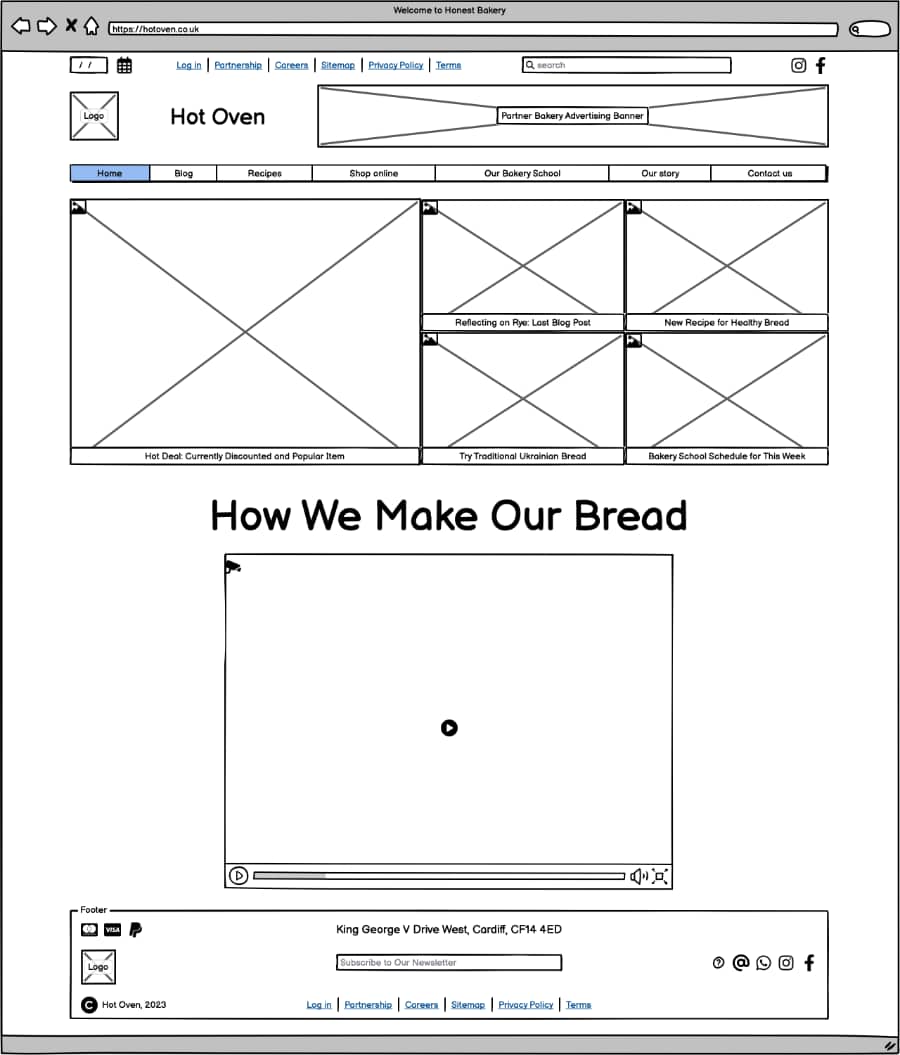 Welcome to Honest Bakery
https://hotoven.co.uk
/ /
Log in | Partnership | Careers | Sitemap | Privacy Policy | Terms
search
Logo
Hot Oven
Partner Bakery Advertising Banner
Home
Blog
Recipes
Shop online
Our Bakery School
Our story
Contact us
Reflecting on Rye: Last Blog Post
New Recipe for Healthy Bread
Hot Deal: Currently Discounted and Popular Item
Try Traditional Ukrainian Bread
Bakery School Schedule for This Week
How We Make Our Bread
Footer
VISA
King George V Drive West, Cardiff, CF14 4ED
Logo
Subscribe to Our Newsletter
C Hot Oven, 2023
Log in | Partnership | Careers | Sitemap | Privacy Policy | Terms